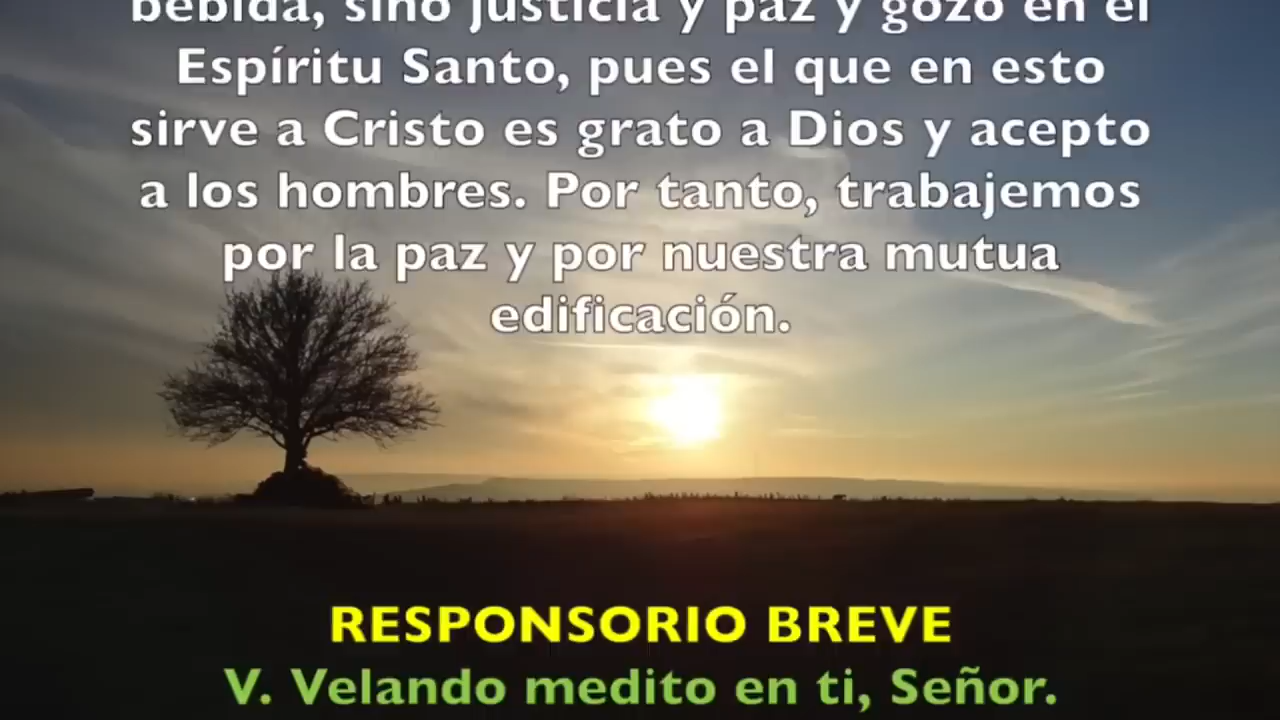 bebida, sino justicia y paz y gozo en el
Espíritu Santo, pues el que en esto
sirve a Cristo es grato a Dios y acepto
a los hombres. Por tanto, trabajemos
por la paz y por nuestra mutua
edificación.
RESPONSORIO BREVE
V. Velando medito en ti, Señor.